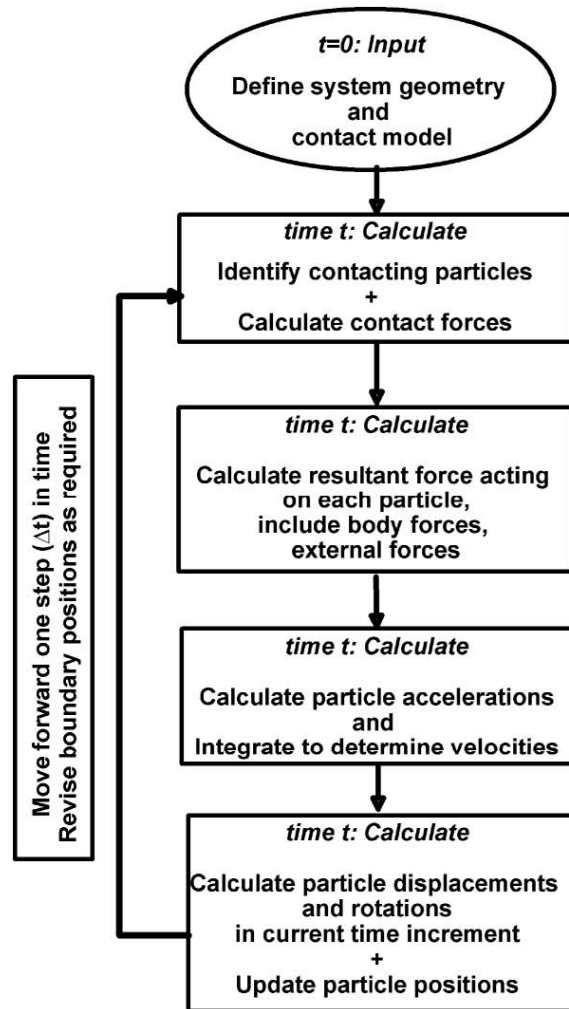 t=0: Input
Define system geometry
and
contact model
time t: Calculate
Identify contacting particles
+
Calculate contact forces
time t: Calculate
Calculate resultant force acting
on each particle,
include body forces,
external forces
time t: Calculate
Calculate particle accelerations
and
Integrate to determine velocities
time t: Calculate
Calculate particle displacements
and rotations
in current time increment
+
Update particle positions
Move forward one step (Δt) in time
Revise boundary positions as required